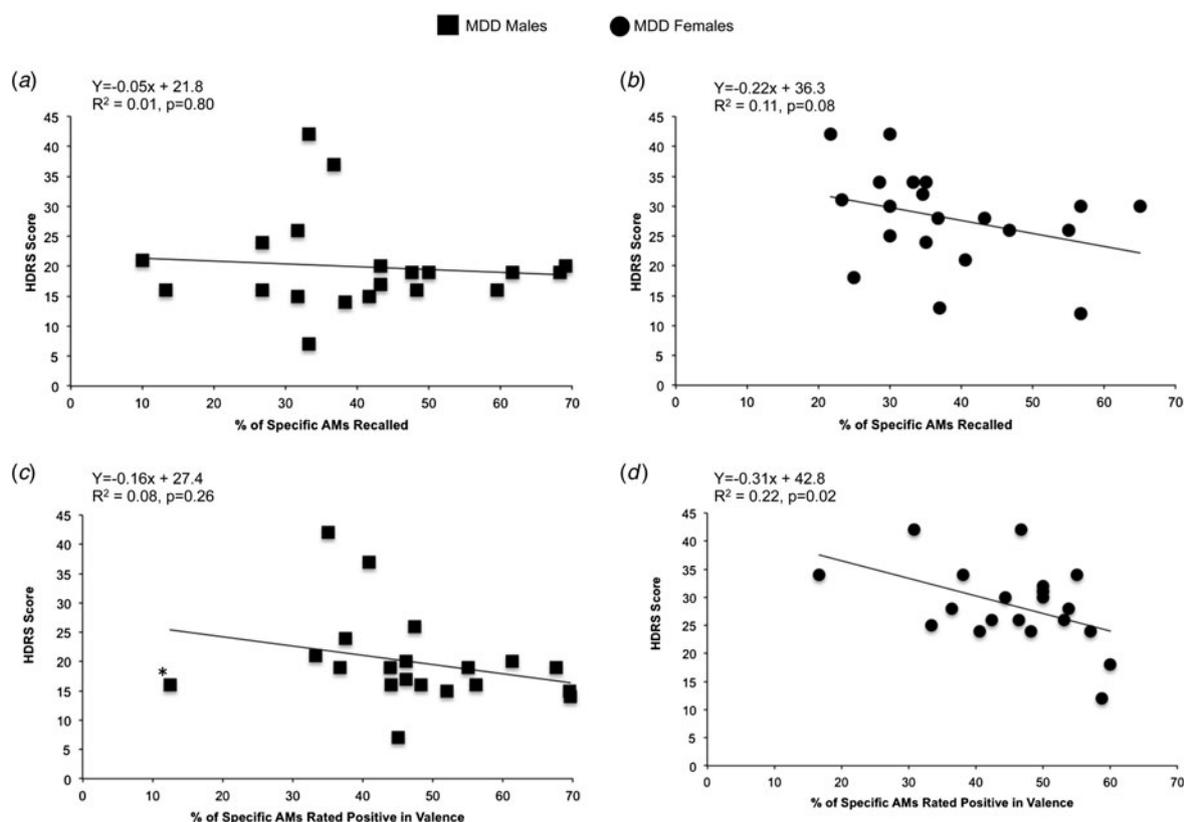 MDD Males MDD Females
(a)
Y=-0.05x + 21.8
R² = 0.01, p=0.80
45
40
35
30
25
20
15
10
5
0
HDRS Score
0 10 20 30 40 50 60 70
% of Specific AMs Recalled
(b)
Y=-0.22x + 36.3
R² = 0.11, p=0.08
45
40
35
30
25
20
15
10
5
0
HDRS Score
0 10 20 30 40 50 60 70
% of Specific AMs Recalled
(c)
Y=-0.16x + 27.4
R² = 0.08, p=0.26
45
40
35
30
25
20
15
10
5
0
HDRS Score
*
0 10 20 30 40 50 60 70
% of Specific AMs Rated Positive in Valence
(d)
Y=-0.31x + 42.8
R² = 0.22, p=0.02
45
40
35
30
25
20
15
10
5
0
HDRS Score
0 10 20 30 40 50 60 70
% of Specific AMs Rated Positive in Valence